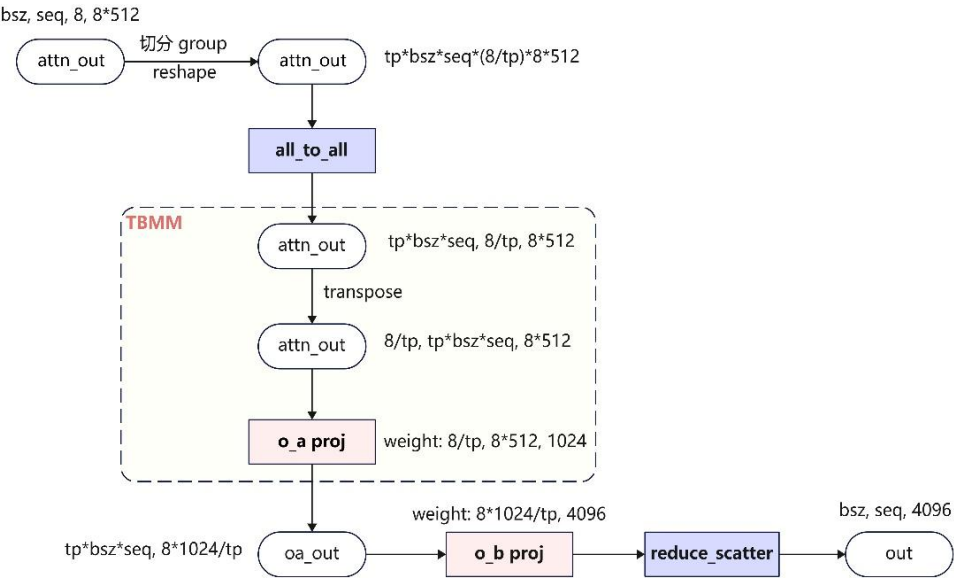 bsz, seq, 8, 8*512
attn_out
切分 group
reshape
attn_out
tp*bsz*seq*(8/tp)*8*512
all_to_all
TBMM
attn_out
tp*bsz*seq, 8/tp, 8*512
transpose
attn_out
8/tp, tp*bsz*seq, 8*512
o_a proj
weight: 8/tp, 8*512, 1024
tp*bsz*seq, 8*1024/tp
oa_out
weight: 8*1024/tp, 4096
o_b proj
reduce_scatter
bsz, seq, 4096
out